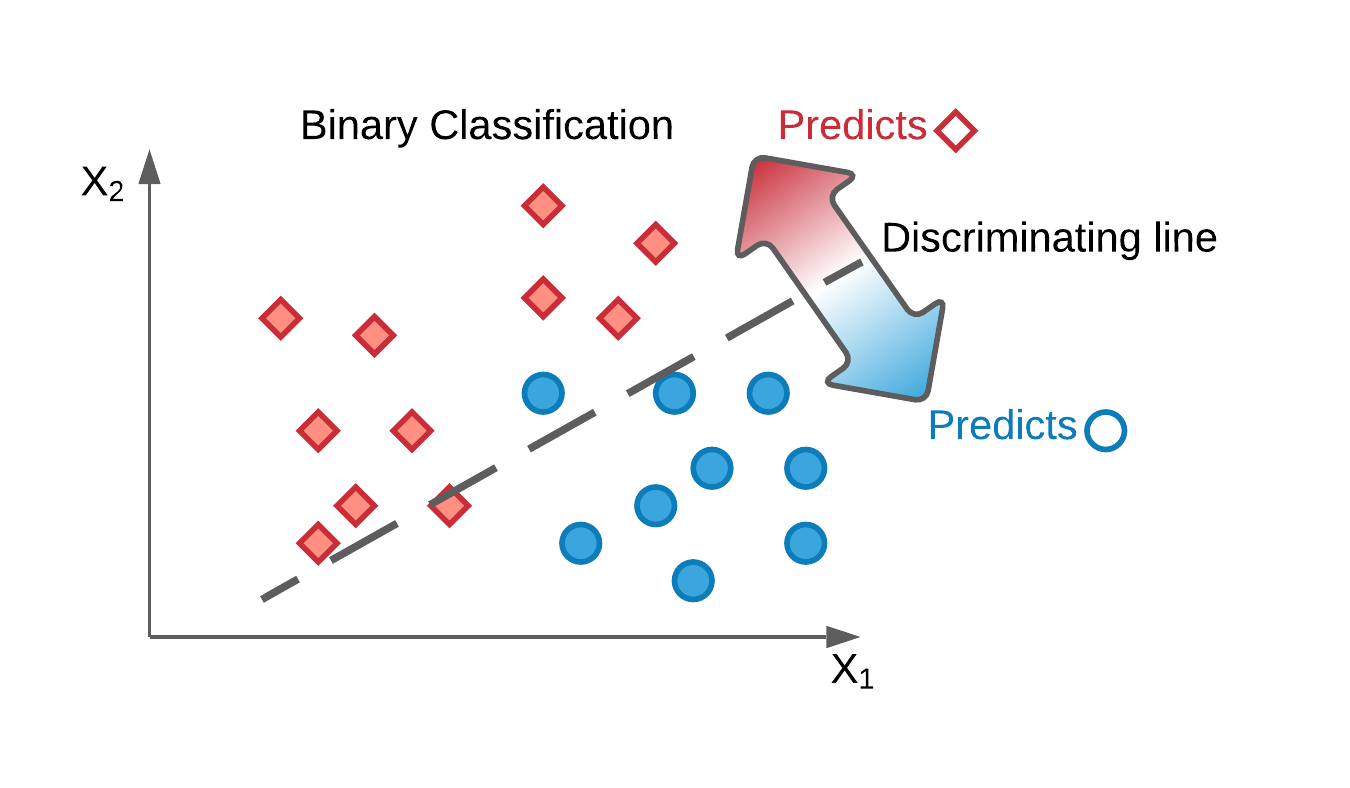 Binary Classification
Predicts
X₂
Discriminating line
Predicts
X₁